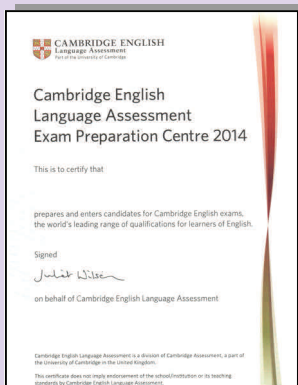 CAMBRIDGE ENGLISH
Language Assessment
Part of the University of Cambridge
Cambridge English
Language Assessment
Exam Preparation Centre 2014
This is to certify that
prepares and enters candidates for Cambridge English exams,
the world's leading range of qualifications for learners of English.
Signed
Juliet Wilson
on behalf of Cambridge English Language Assessment
Cambridge English Language Assessment is a division of Cambridge Assessment, a part of
the University of Cambridge in the United Kingdom.
This certificate does not imply endorsement of the school/institution or its teaching
standards by Cambridge English Language Assessment.